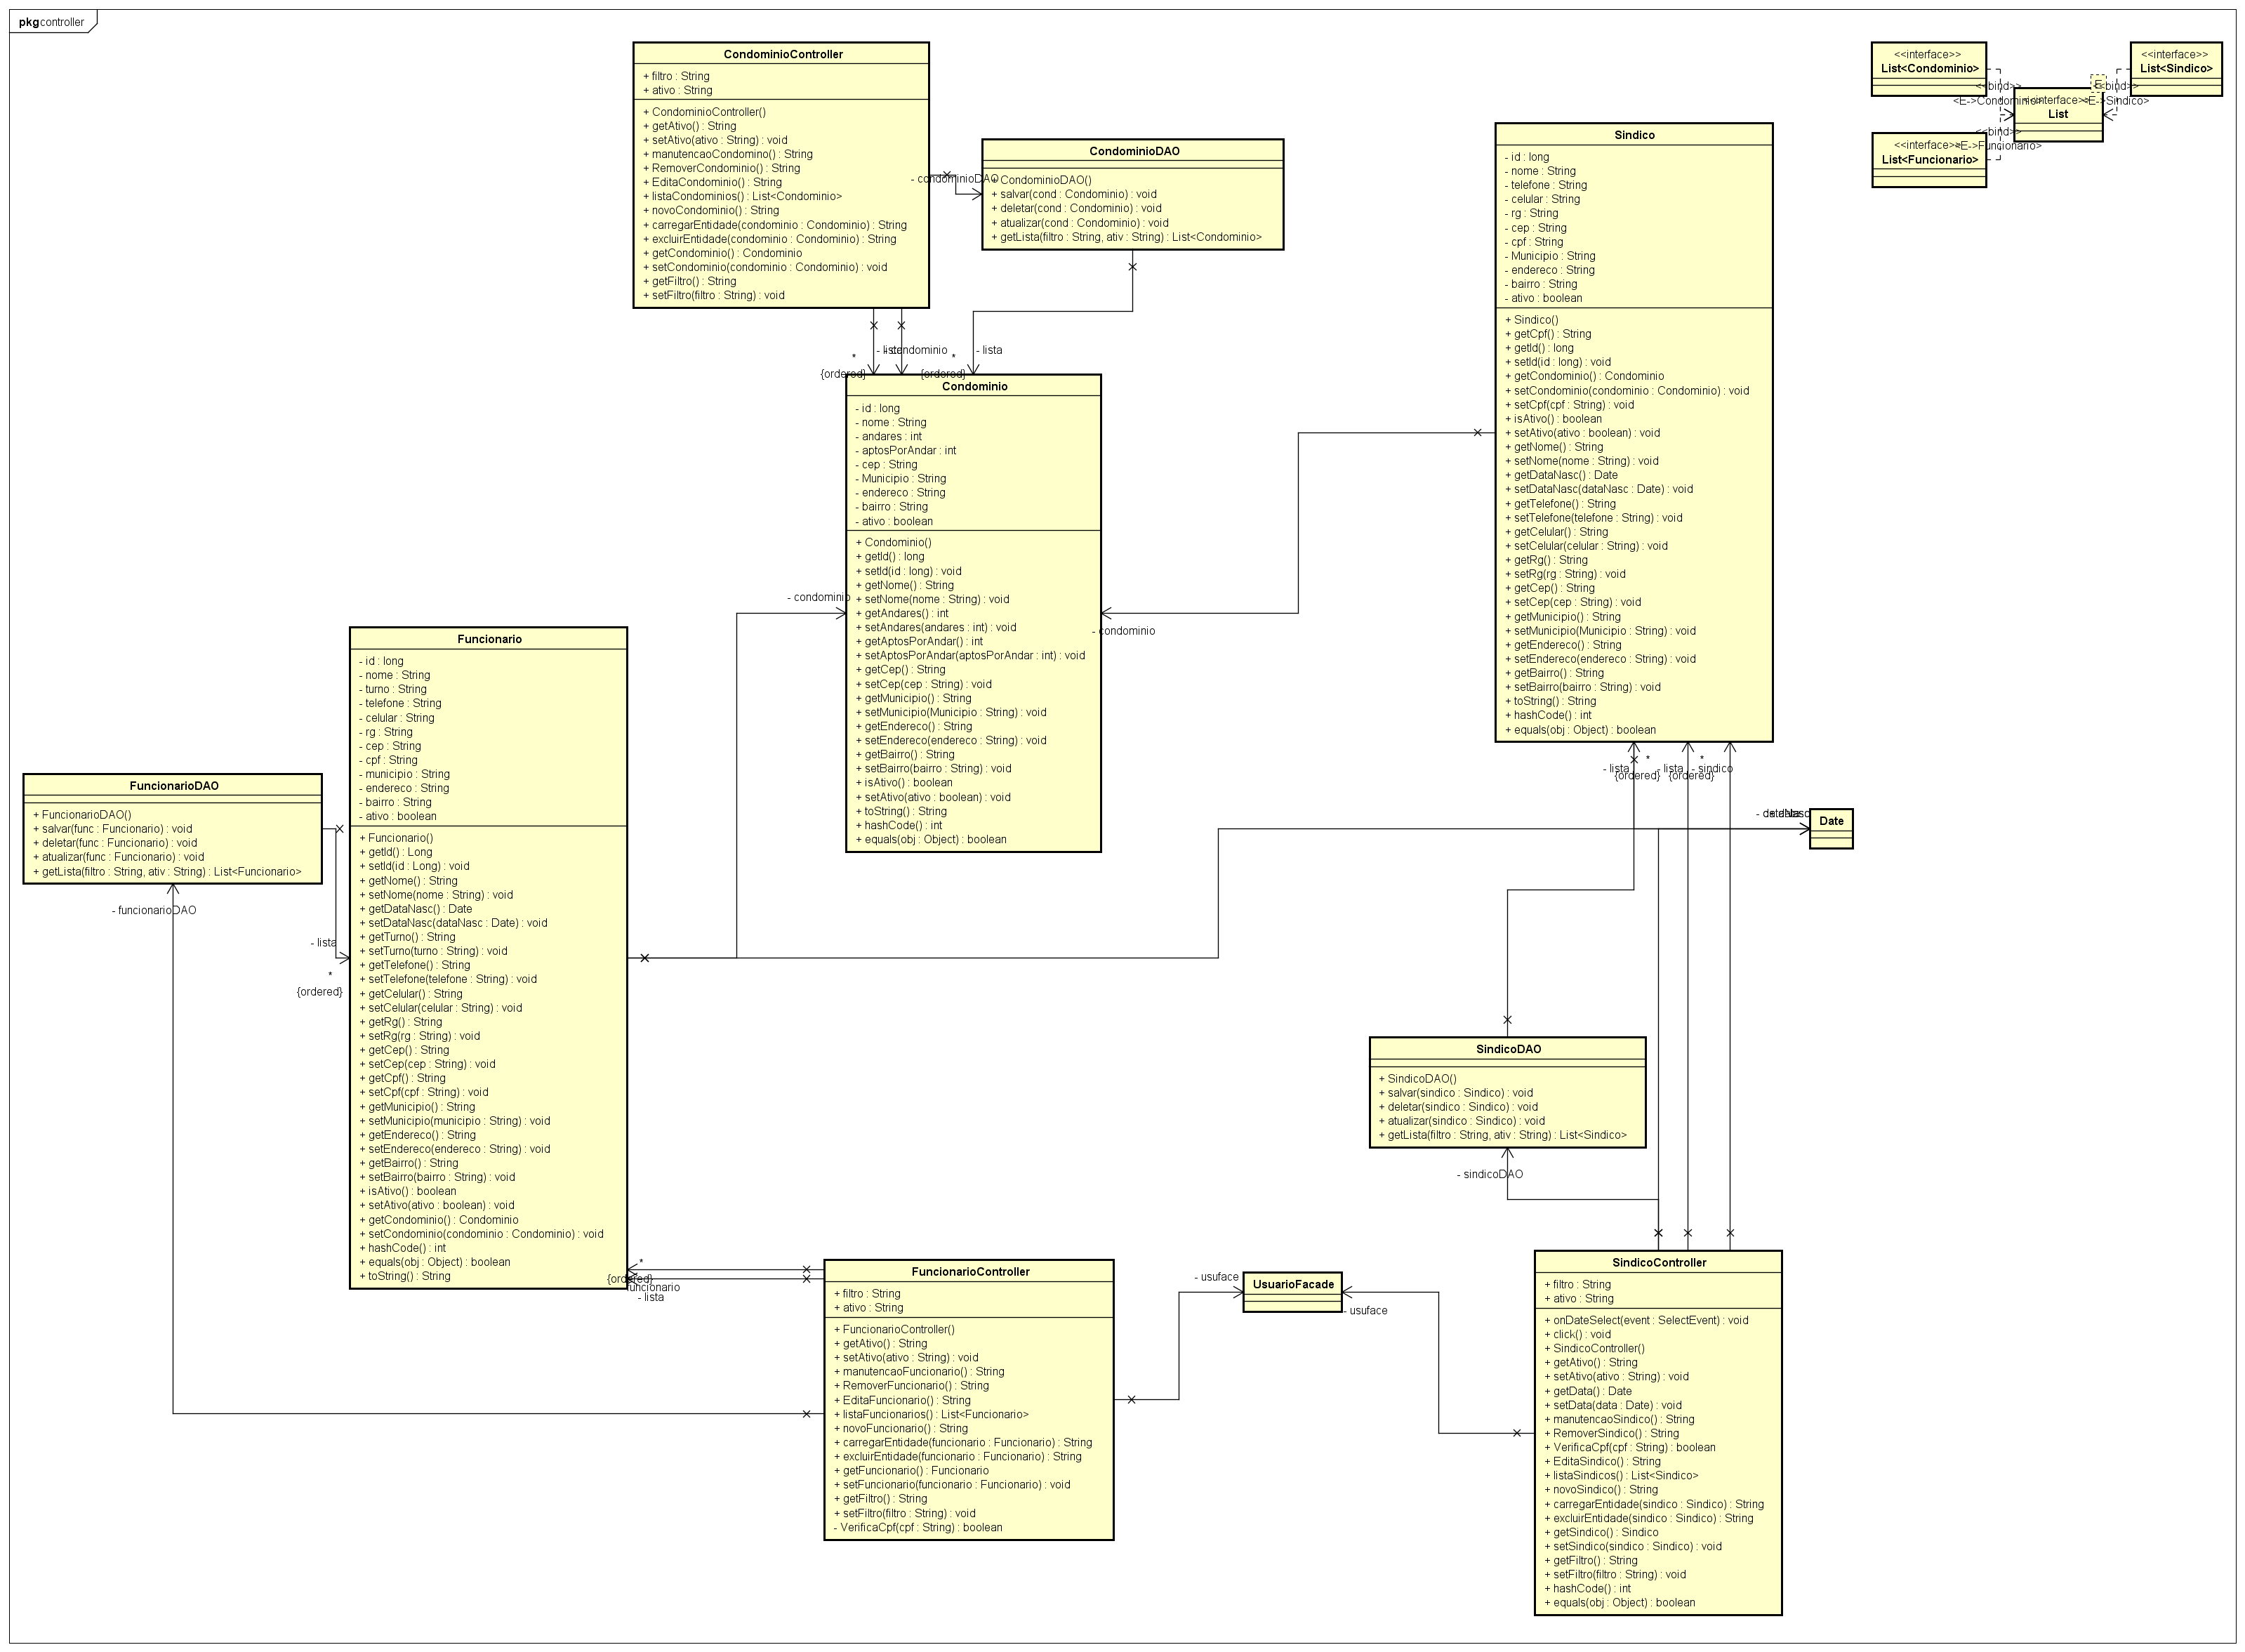 pkg controller
CondominioController
+ filtro : String
+ ativo : String
+ CondominioController()
+ getAtivo() : String
+ setAtivo(ativo : String) : void
+ manutencaoCondomino() : String
+ RemoverCondominio() : String
+ EditaCondominio() : String
+ listaCondominios() : List<Condominio>
+ novoCondominio() : String
+ carregarEntidade(condominio : Condominio) : String
+ excluirEntidade(condominio : Condominio) : String
+ getCondominio() : Condominio
+ setCondominio(condominio : Condominio) : void
+ getFiltro() : String
+ setFiltro(filtro : String) : void
- condominioDAO
CondominioDAO
+ CondominioDAO()
+ salvar(cond : Condominio) : void
+ deletar(cond : Condominio) : void
+ atualizar(cond : Condominio) : void
+ getLista(filtro : String, ativ : String) : List<Condominio>
<<interface>>
List<Condominio>
<<interface>>
List<Sindico>
E
<<bind>>
<E->Condominio>
<<bind>>
<E->Sindico>
<<interface>>
List
<<bind>>
<E->Funcionario>
<<interface>>
List<Funcionario>
Sindico
- id : long
- nome : String
- telefone : String
- celular : String
- rg : String
- cep : String
- cpf : String
- Municipio : String
- endereco : String
- bairro : String
- ativo : boolean
+ Sindico()
+ getCpf() : String
+ getId() : long
+ setId(id : long) : void
+ getCondominio() : Condominio
+ setCondominio(condominio : Condominio) : void
+ setCpf(cpf : String) : void
+ isAtivo() : boolean
+ setAtivo(ativo : boolean) : void
+ getNome() : String
+ setNome(nome : String) : void
+ getDataNasc() : Date
+ setDataNasc(dataNasc : Date) : void
+ getTelefone() : String
+ setTelefone(telefone : String) : void
+ getCelular() : String
+ setCelular(celular : String) : void
+ getRg() : String
+ setRg(rg : String) : void
+ getCep() : String
+ setCep(cep : String) : void
+ getMunicipio() : String
+ setMunicipio(Municipio : String) : void
+ getEndereco() : String
+ setEndereco(endereco : String) : void
+ getBairro() : String
+ setBairro(bairro : String) : void
+ toString() : String
+ hashCode() : int
+ equals(obj : Object) : boolean
- lista
- condominio
- lista
*
{ordered}
*
{ordered}
Condominio
- id : long
- nome : String
- andares : int
- aptosPorAndar : int
- cep : String
- Municipio : String
- endereco : String
- bairro : String
- ativo : boolean
+ Condominio()
+ getId() : long
+ setId(id : long) : void
+ getNome() : String
+ setNome(nome : String) : void
+ getAndares() : int
+ setAndares(andares : int) : void
+ getAptosPorAndar() : int
+ setAptosPorAndar(aptosPorAndar : int) : void
+ getCep() : String
+ setCep(cep : String) : void
+ getMunicipio() : String
+ setMunicipio(Municipio : String) : void
+ getEndereco() : String
+ setEndereco(endereco : String) : void
+ getBairro() : String
+ setBairro(bairro : String) : void
+ isAtivo() : boolean
+ setAtivo(ativo : boolean) : void
+ toString() : String
+ hashCode() : int
+ equals(obj : Object) : boolean
- condominio
- condominio
Funcionario
- id : long
- nome : String
- turno : String
- telefone : String
- celular : String
- rg : String
- cep : String
- cpf : String
- municipio : String
- endereco : String
- bairro : String
- ativo : boolean
+ Funcionario()
+ getId() : Long
+ setId(id : Long) : void
+ getNome() : String
+ setNome(nome : String) : void
+ getDataNasc() : Date
+ setDataNasc(dataNasc : Date) : void
+ getTurno() : String
+ setTurno(turno : String) : void
+ getTelefone() : String
+ setTelefone(telefone : String) : void
+ getCelular() : String
+ setCelular(celular : String) : void
+ getRg() : String
+ setRg(rg : String) : void
+ getCep() : String
+ setCep(cep : String) : void
+ getCpf() : String
+ setCpf(cpf : String) : void
+ getMunicipio() : String
+ setMunicipio(municipio : String) : void
+ getEndereco() : String
+ setEndereco(endereco : String) : void
+ getBairro() : String
+ setBairro(bairro : String) : void
+ isAtivo() : boolean
+ setAtivo(ativo : boolean) : void
+ getCondominio() : Condominio
+ setCondominio(condominio : Condominio) : void
+ hashCode() : int
+ equals(obj : Object) : boolean
+ toString() : String
FuncionarioDAO
+ FuncionarioDAO()
+ salvar(func : Funcionario) : void
+ deletar(func : Funcionario) : void
+ atualizar(func : Funcionario) : void
+ getLista(filtro : String, ativ : String) : List<Funcionario>
- funcionarioDAO
- lista
*
{ordered}
- lista
*
{ordered}
- lista
*
{ordered}
- sindico
Date
SindicoDAO
+ SindicoDAO()
+ salvar(sindico : Sindico) : void
+ deletar(sindico : Sindico) : void
+ atualizar(sindico : Sindico) : void
+ getLista(filtro : String, ativ : String) : List<Sindico>
- sindicoDAO
*
{ordered}
funcionario
- lista
FuncionarioController
+ filtro : String
+ ativo : String
+ FuncionarioController()
+ getAtivo() : String
+ setAtivo(ativo : String) : void
+ manutencaoFuncionario() : String
+ RemoverFuncionario() : String
+ EditaFuncionario() : String
+ listaFuncionarios() : List<Funcionario>
+ novoFuncionario() : String
+ carregarEntidade(funcionario : Funcionario) : String
+ excluirEntidade(funcionario : Funcionario) : String
+ getFuncionario() : Funcionario
+ setFuncionario(funcionario : Funcionario) : void
+ getFiltro() : String
+ setFiltro(filtro : String) : void
- VerificaCpf(cpf : String) : boolean
- usuface
UsuarioFacade
- usuface
SindicoController
+ filtro : String
+ ativo : String
+ onDateSelect(event : SelectEvent) : void
+ click() : void
+ SindicoController()
+ getAtivo() : String
+ setAtivo(ativo : String) : void
+ getData() : Date
+ setData(data : Date) : void
+ manutencaoSindico() : String
+ RemoverSindico() : String
+ VerificaCpf(cpf : String) : boolean
+ EditaSindico() : String
+ listaSindicos() : List<Sindico>
+ novoSindico() : String
+ carregarEntidade(sindico : Sindico) : String
+ excluirEntidade(sindico : Sindico) : String
+ getSindico() : Sindico
+ setSindico(sindico : Sindico) : void
+ getFiltro() : String
+ setFiltro(filtro : String) : void
+ hashCode() : int
+ equals(obj : Object) : boolean